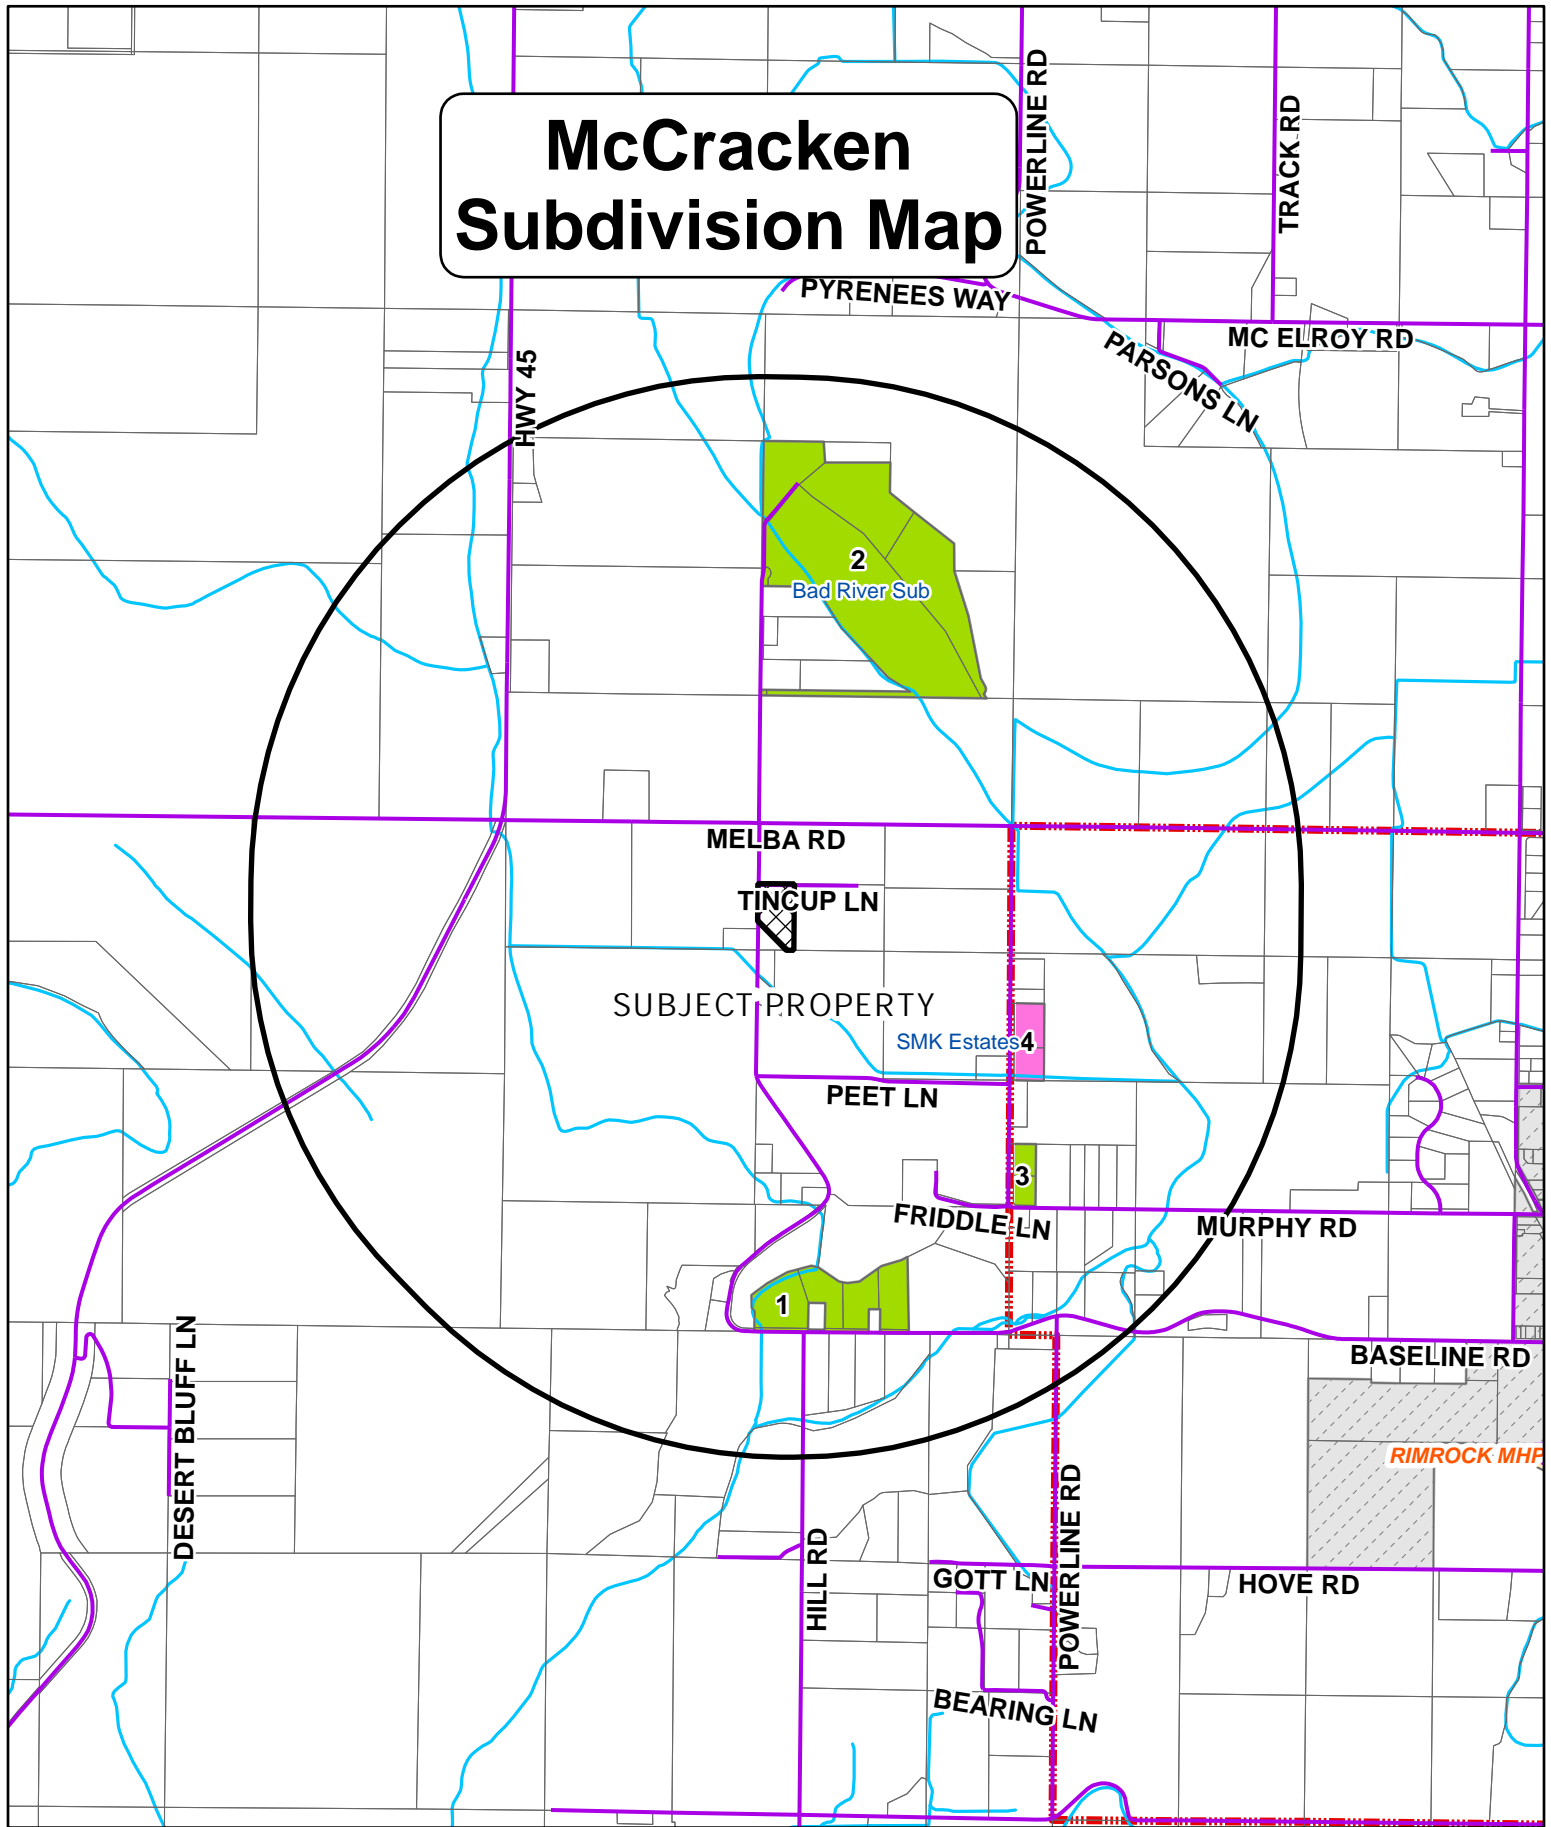 McCracken
Subdivision Map
POWERLINE RD
TRACK RD
PYRENEES WAY
MC ELROY RD
PARSONS LN
HWY 45
2
Bad River Sub
MELBA RD
TINCUP LN
SUBJECT PROPERTY
SMK Estates
4
PEET LN
3
FRIDDLE LN
MURPHY RD
1
BASELINE RD
DESERT BLUFF LN
RIMROCK MHP
HILL RD
POWERLINE RD
GOTT LN
HOVE RD
BEARING LN